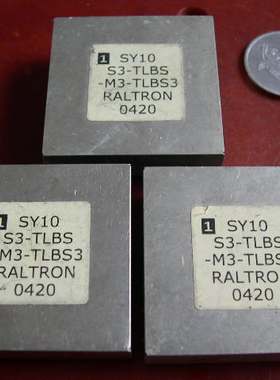 1 SY10
S3-TLBS
-M3-TLBS3
RALTRON
0420
1 SY10
S3-TLBS
-M3-TLBS3
RALTRON
0420
1 SY10
S3-TLBS
-M3-TLBS
RALTRON
0420